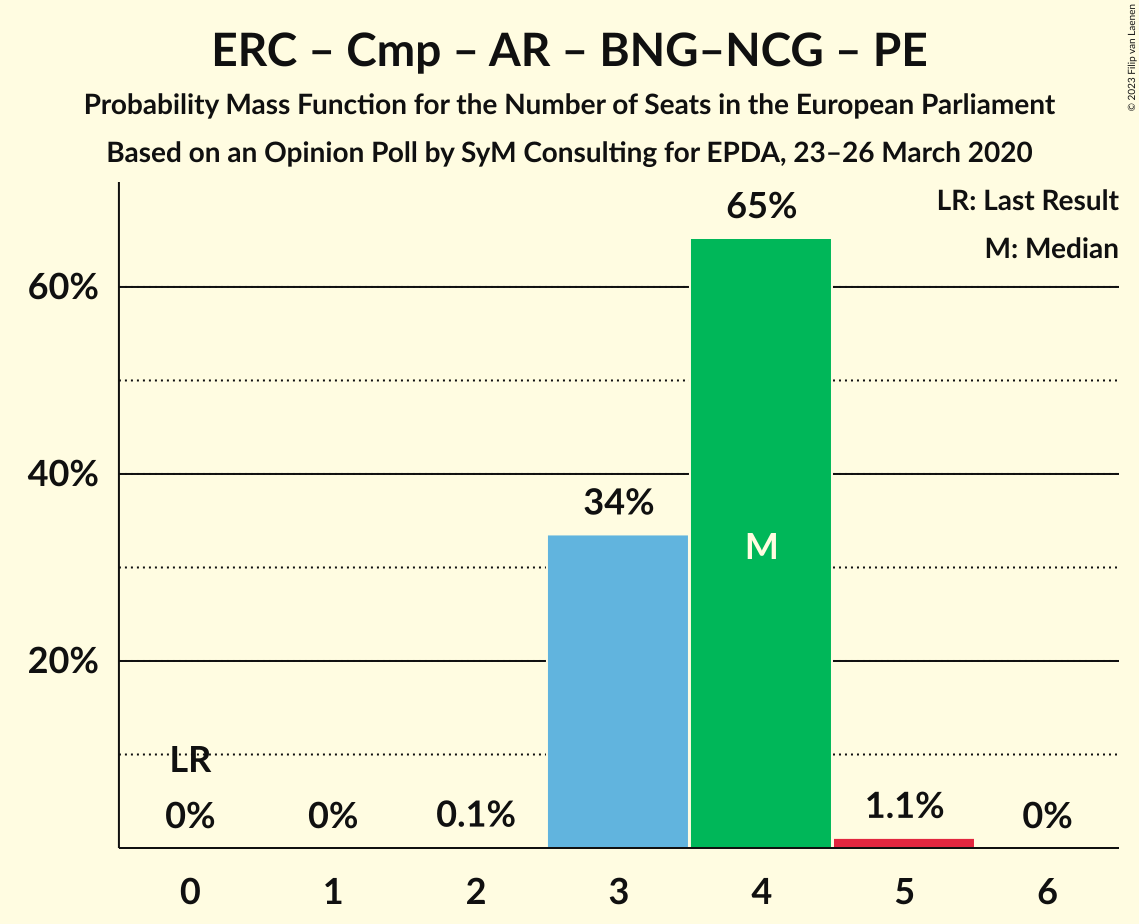 ERC – Cmp – AR – BNG–NCG – PE
Probability Mass Function for the Number of Seats in the European Parliament
Based on an Opinion Poll by SyM Consulting for EPDA, 23–26 March 2020
© 2023 Filip van Laenen
LR: Last Result
M: Median
65%
60%
40%
34%
M
20%
LR
0%
0%
0.1%
1.1%
0%
0
1
2
3
4
5
6